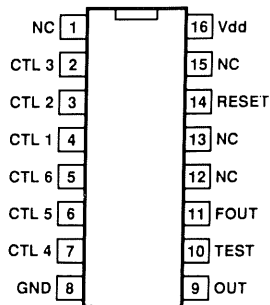 NC 1 16 Vdd
CTL 3 2 15 NC
CTL 2 3 14 RESET
CTL 1 4 13 NC
CTL 6 5 12 NC
CTL 5 6 11 FOUT
CTL 4 7 10 TEST
GND 8 9 OUT